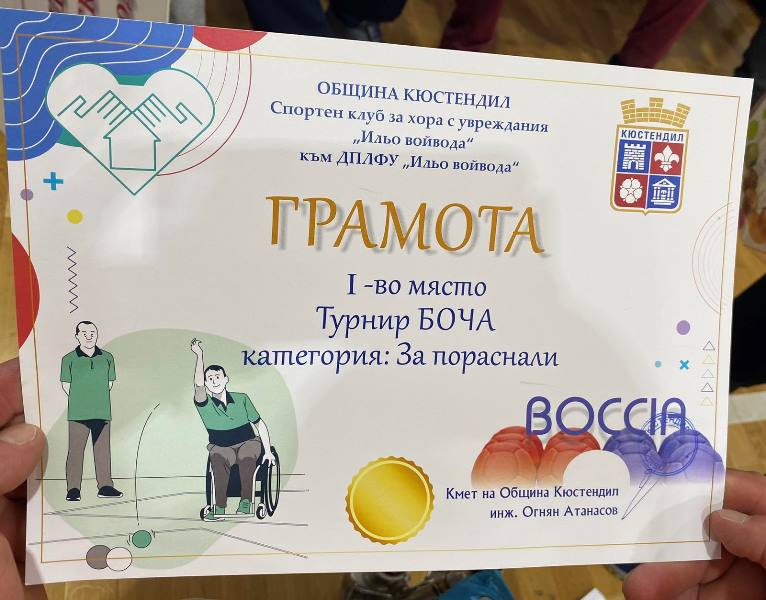 ОБЩИНА КЮСТЕНДИЛ
Спортен клуб за хора с увреждания
„Ильо войвода“
към ДПЛФУ „Ильо войвода“
КЮСТЕНДИЛ
ГРАМОТА
I -во място
Турнир БОЧА
категория: За пораснали
BOCCIA
Кмет на Община Кюстендил
инж. Огнян Атанасов